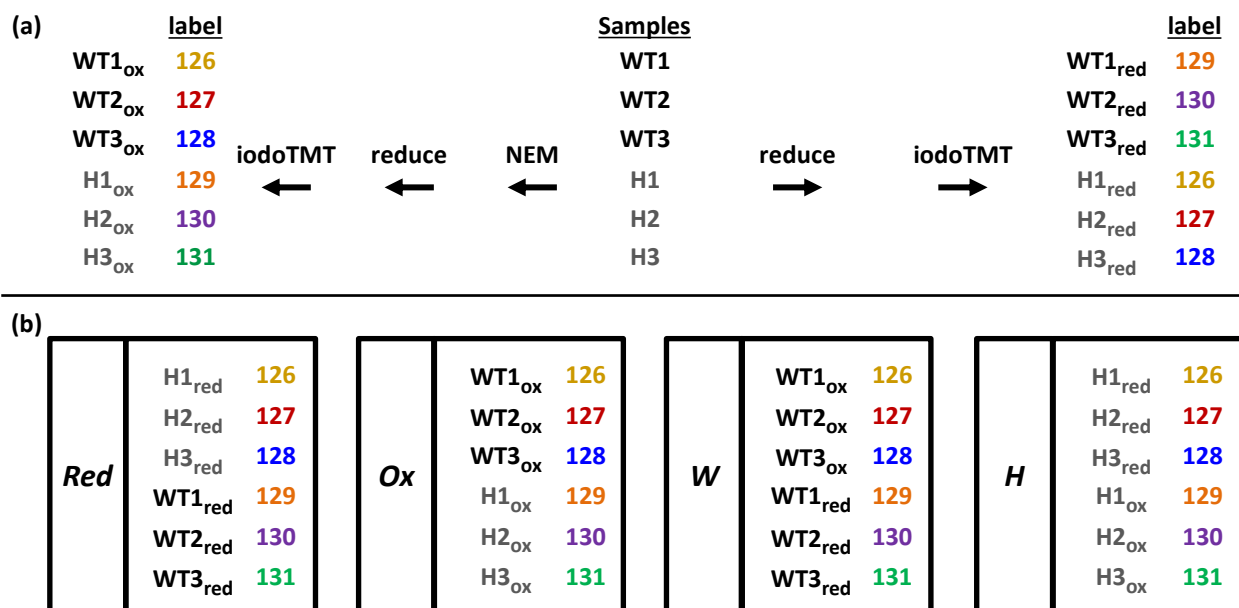 (a) label Samples label
WT1ox 126 WT1 WT1red 129
WT2ox 127 WT2 WT2red 130
WT3ox 128 WT3 WT3red 131
iodoTMT reduce NEM reduce iodoTMT
H1ox 129 H1 H1red 126
H2ox 130 H2 H2red 127
H3ox 131 H3 H3red 128
(b)
Red
H1red 126
H2red 127
H3red 128
WT1red 129
WT2red 130
WT3red 131
Ox
WT1ox 126
WT2ox 127
WT3ox 128
H1ox 129
H2ox 130
H3ox 131
W
WT1ox 126
WT2ox 127
WT3ox 128
WT1red 129
WT2red 130
WT3red 131
H
H1red 126
H2red 127
H3red 128
H1ox 129
H2ox 130
H3ox 131